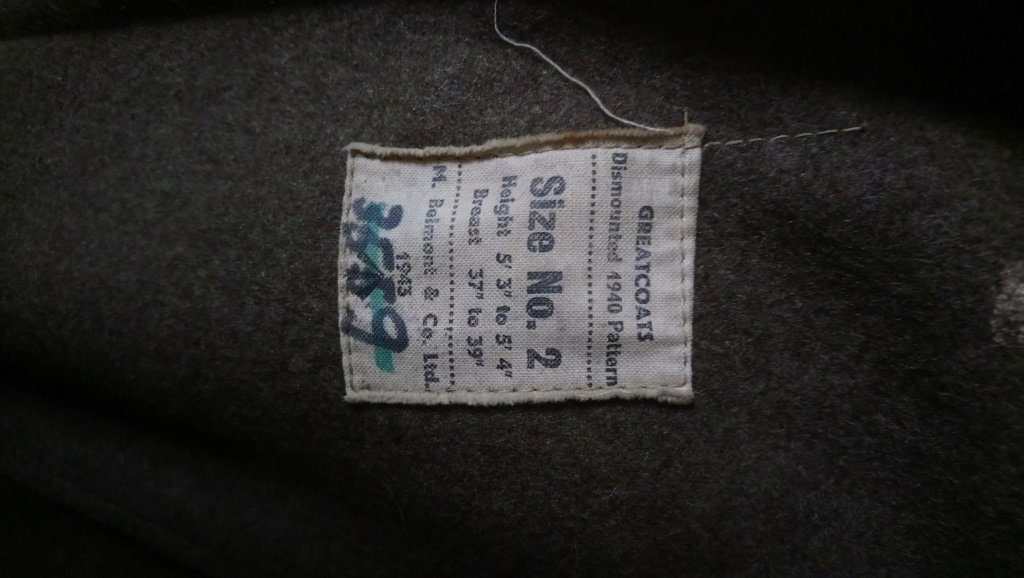 GREATCOATS
Dismounted 1940 Pattern
Size No. 2
Height 5' 3" to 5' 4"
Breast 37" to 39"
M. Belmont & Co. Ltd.
1943